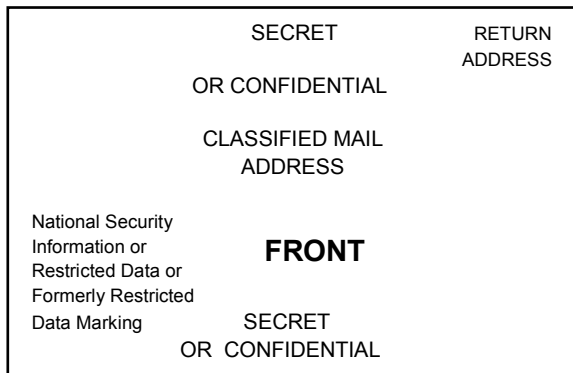 SECRET
RETURN
ADDRESS
OR CONFIDENTIAL
CLASSIFIED MAIL
ADDRESS
National Security
Information or
Restricted Data or
Formerly Restricted
Data Marking
FRONT
SECRET
OR CONFIDENTIAL